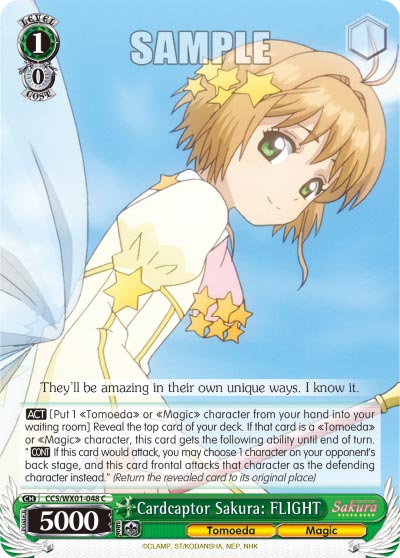 LEVEL
1
0
COST
SAMPLE
They'll be amazing in their own unique ways. I know it.
ACT [Put 1 «Tomoeda» or «Magic» character from your hand into your
waiting room] Reveal the top card of your deck. If that card is a «Tomoeda»
or «Magic» character, this card gets the following ability until end of turn.
" CONT If this card would attack, you may choose 1 character on your opponent's
back stage, and this card frontal attacks that character as the defending
character instead." (Return the revealed card to its original place)
CH CCS/WX01-048 C
POWER 5000
Cardcaptor Sakura: FLIGHT
Sakura
Tomoeda Magic
©CLAMP, ST/KODANSHA, NEP, NHK